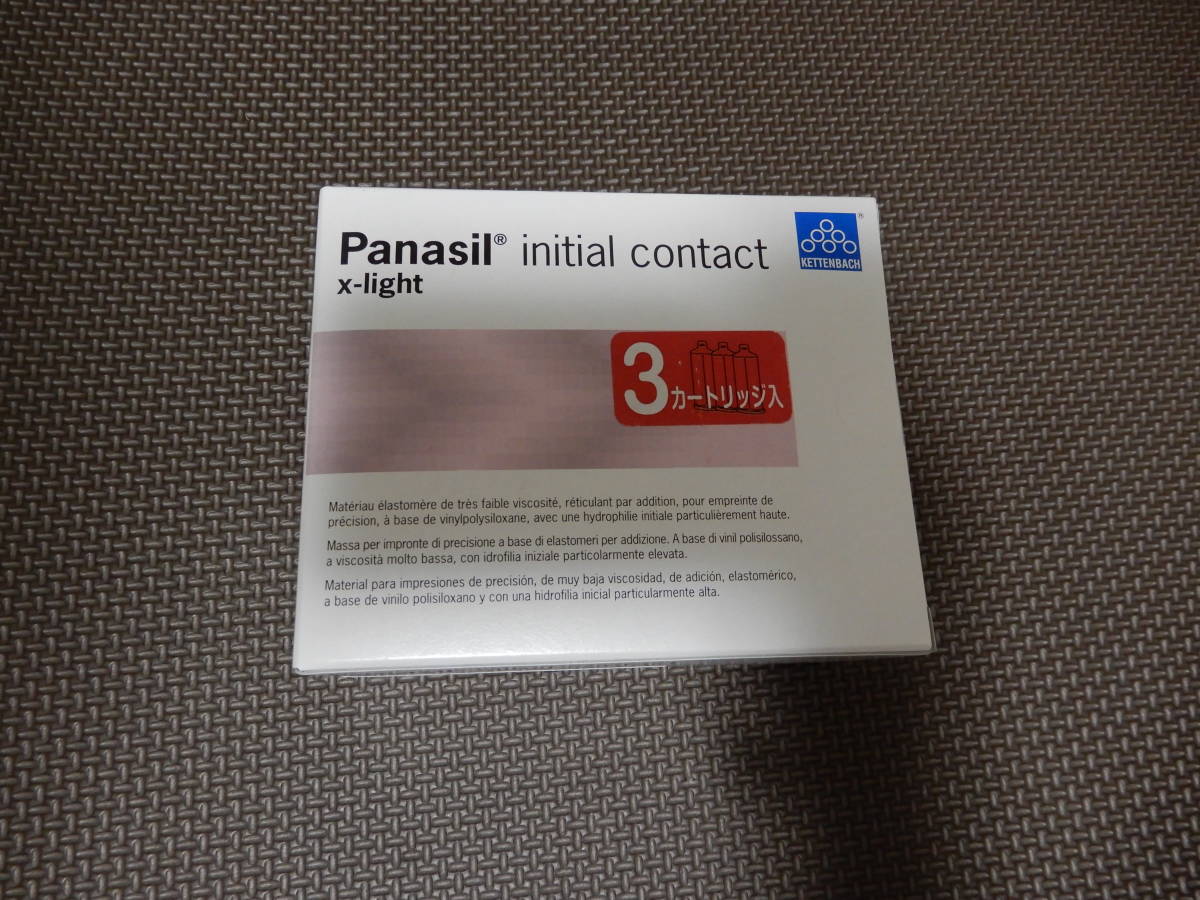 Panasil® initial contact
x-light
KETTENBACH
®
3カートリッジ入
Matériau élastomère de très faible viscosité, réticulant par addition, pour empreinte de
précision, à base de vinylpolysiloxane, avec une hydrophilie initiale particulièrement haute.
Massa per impronte di precisione a base di elastomeri per addizione. A base di vinil polisilossano,
a viscosità molto bassa, con idrofilia iniziale particolarmente elevata.
Material para impresiones de precisión, de muy baja viscosidad, de adición, elastomérico,
a base de vinilo polisiloxano y con una hidrofilia inicial particularmente alta.